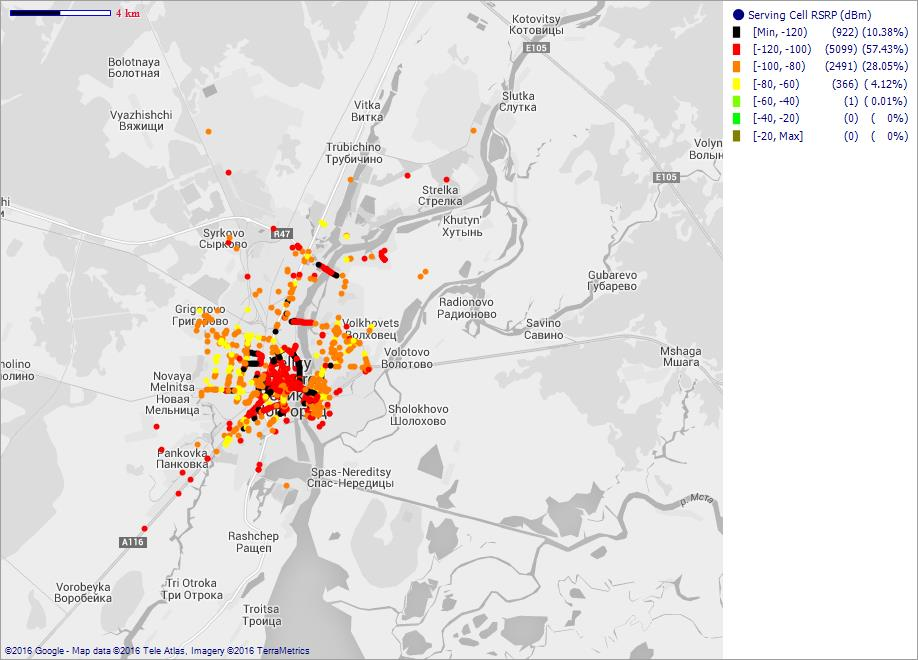 4 km
Serving Cell RSRP (dBm)
[Min, -120) (922) (10.38%)
[-120, -100) (5099) (57.43%)
[-100, -80) (2491) (28.05%)
[-80, -60) (366) ( 4.12%)
[-60, -40) (1) ( 0.01%)
[-40, -20) (0) ( 0%)
[-20, Max] (0) ( 0%)
Kotovitsy
Котовицы
E105
Bolotnaya
Болотная
Slutka
Слутка
Vitka
Витка
Vyazhishchi
Вяжищи
Trubichino
Трубичино
Volyn
Волын
E105
Strelka
Стрелка
hi
и
Khutyn'
Хутынь
Syrkovo
Сырково
R47
Gubarevo
Губарево
Radionovo
Радионово
Grigorovo
Григорово
Volkhovets
Волховец
Savino
Савино
Mshaga
Мшага
Volotovo
Волотово
nolino
олино
Novaya
Melnitsa
Новая
Мельница
Sholokhovo
Шолохово
Pankovka
Панковка
Spas-Nereditsy
Спас-Нередицы
р. Мста
A116
Rashchep
Ращеп
Vorobeyka
Воробейка
Tri Otroka
Три Отрока
Troitsa
Троица
©2016 Google - Map data ©2016 Tele Atlas, Imagery ©2016 TerraMetrics